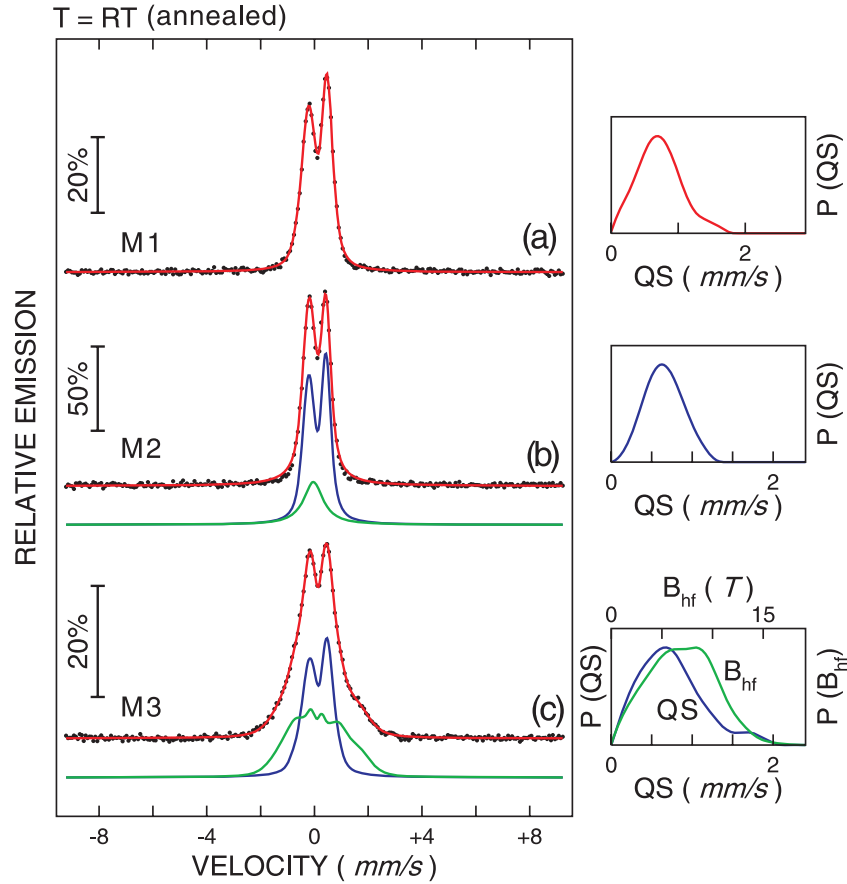 T = RT (annealed)
RELATIVE EMISSION
20%
M1
(a)
50%
M2
(b)
20%
M3
(c)
-8 -4 0 +4 +8
VELOCITY ( mm/s )
P (QS)
0 2
QS ( mm/s )
P (QS)
0 2
QS ( mm/s )
B_hf ( T )
0 15
P (QS)
B_hf
QS
P (B_hf)
0 2
QS ( mm/s )